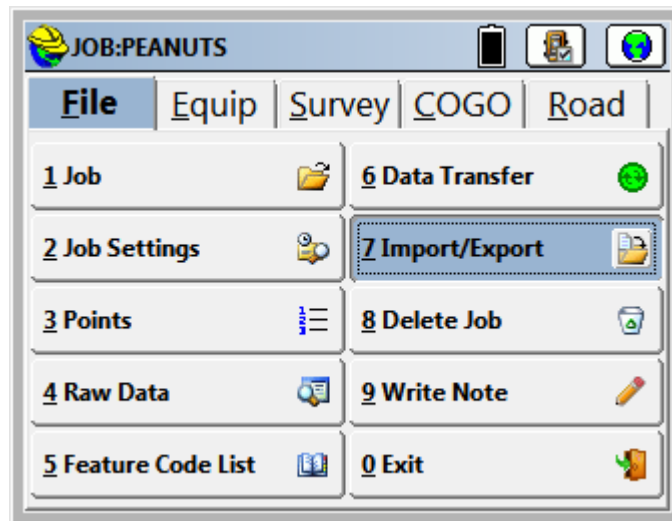 JOB:PEANUTS
File Equip Survey COGO Road
1 Job
2 Job Settings
3 Points
4 Raw Data
5 Feature Code List
6 Data Transfer
7 Import/Export
8 Delete Job
9 Write Note
0 Exit